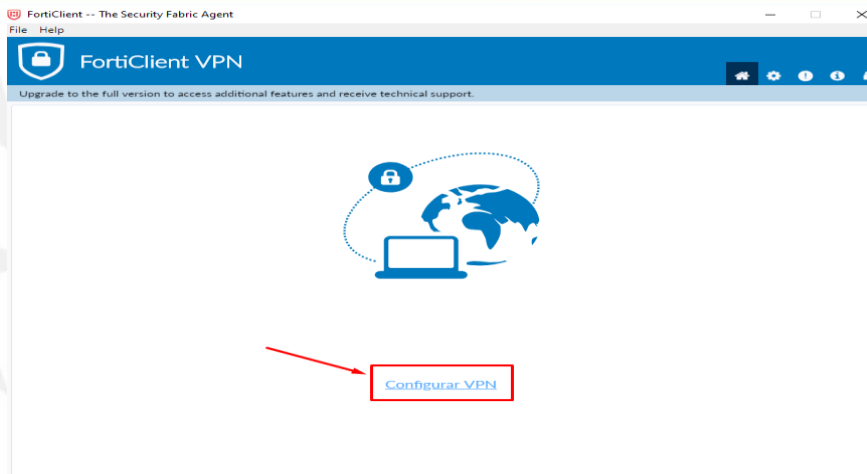 FortiClient -- The Security Fabric Agent
File Help
FortiClient VPN
Upgrade to the full version to access additional features and receive technical support.
Configurar VPN